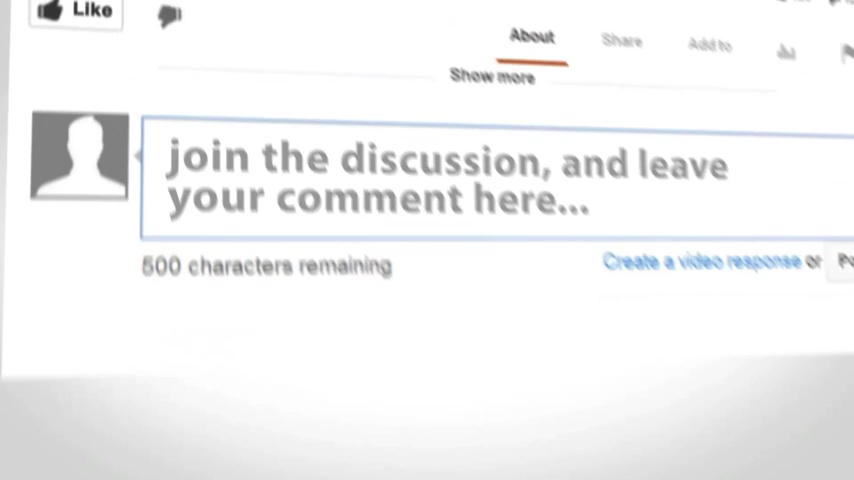 Like
About
Share
Add to
Show more
join the discussion, and leave
your comment here...
500 characters remaining
Create a video response or